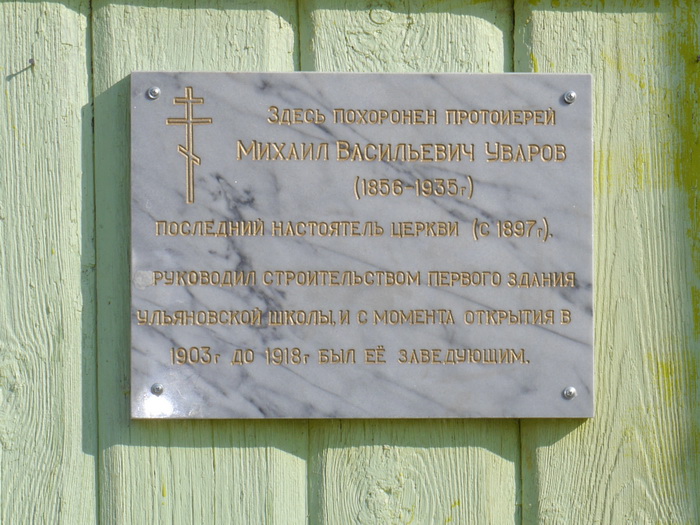 Здесь похоронен протоиерей
Михаил Васильевич Уваров
(1856-1935г)
последний настоятель церкви (с 1897г).
руководил строительством первого здания
Ульяновской школы, и с момента открытия в
1903г до 1918г был её заведующим.